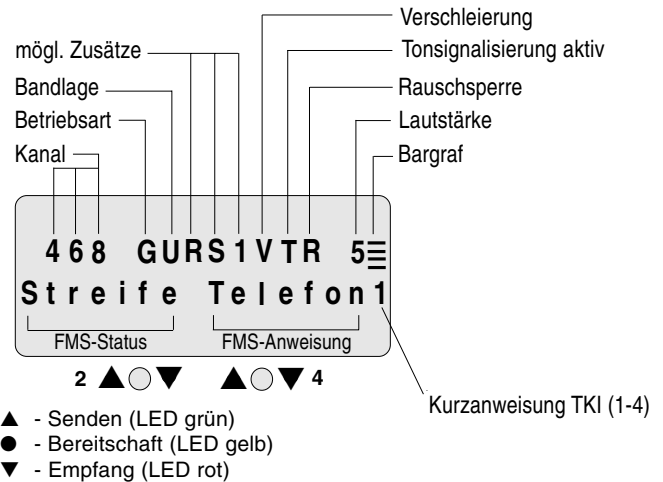 Verschleierung
mögl. Zusätze
Tonsignalisierung aktiv
Bandlage
Rauschsperre
Betriebsart
Lautstärke
Kanal
Bargraf
468 GURS1VTR 5
Streife Telefon1
FMS-Status FMS-Anweisung
2 ▲ ▼ ▲ ▼ 4
Kurzanweisung TKI (1-4)
▲ - Senden (LED grün)
● - Bereitschaft (LED gelb)
▼ - Empfang (LED rot)